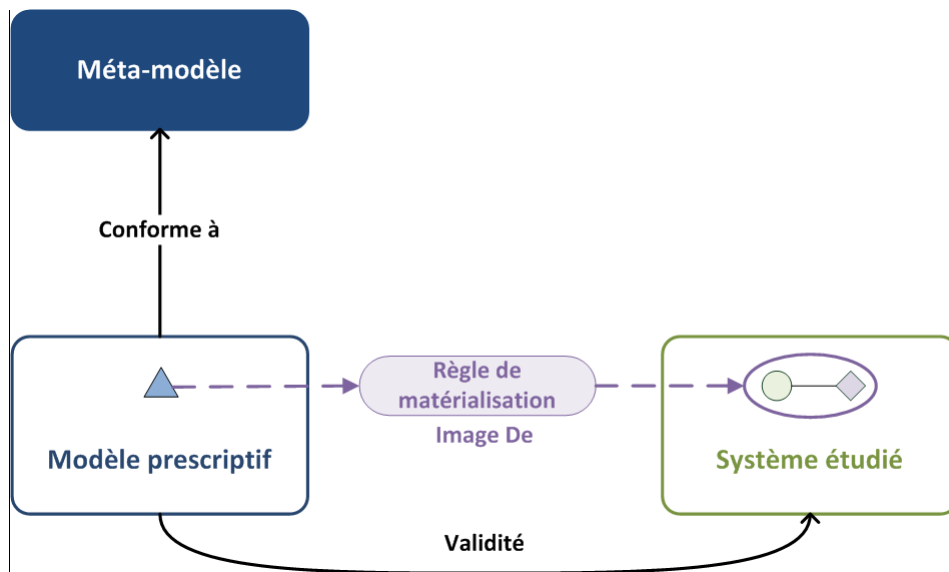 Méta-modèle
Conforme à
Règle de
matérialisation
Image De
Modèle prescriptif
Système étudié
Validité